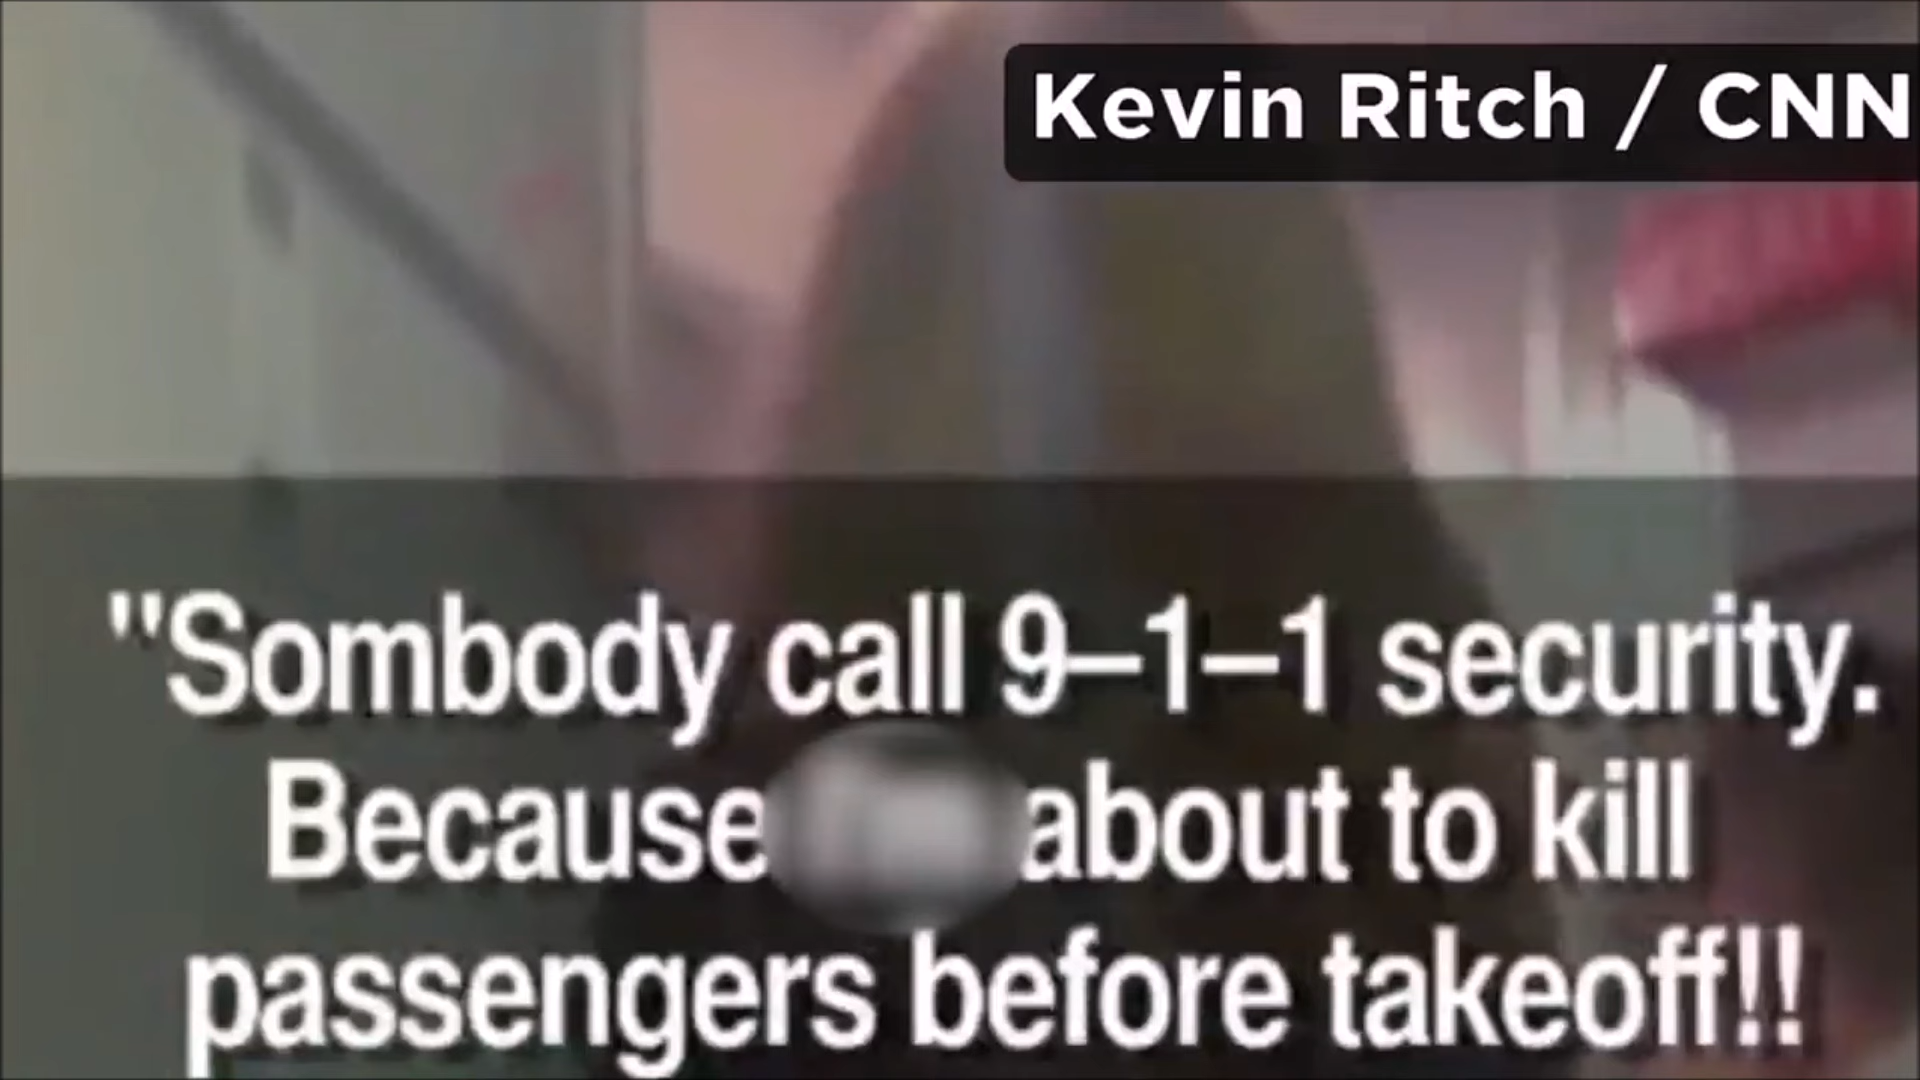 Kevin Ritch / CNN
"Sombody call 9–1–1 security.
Because about to kill
passengers before takeoff!!